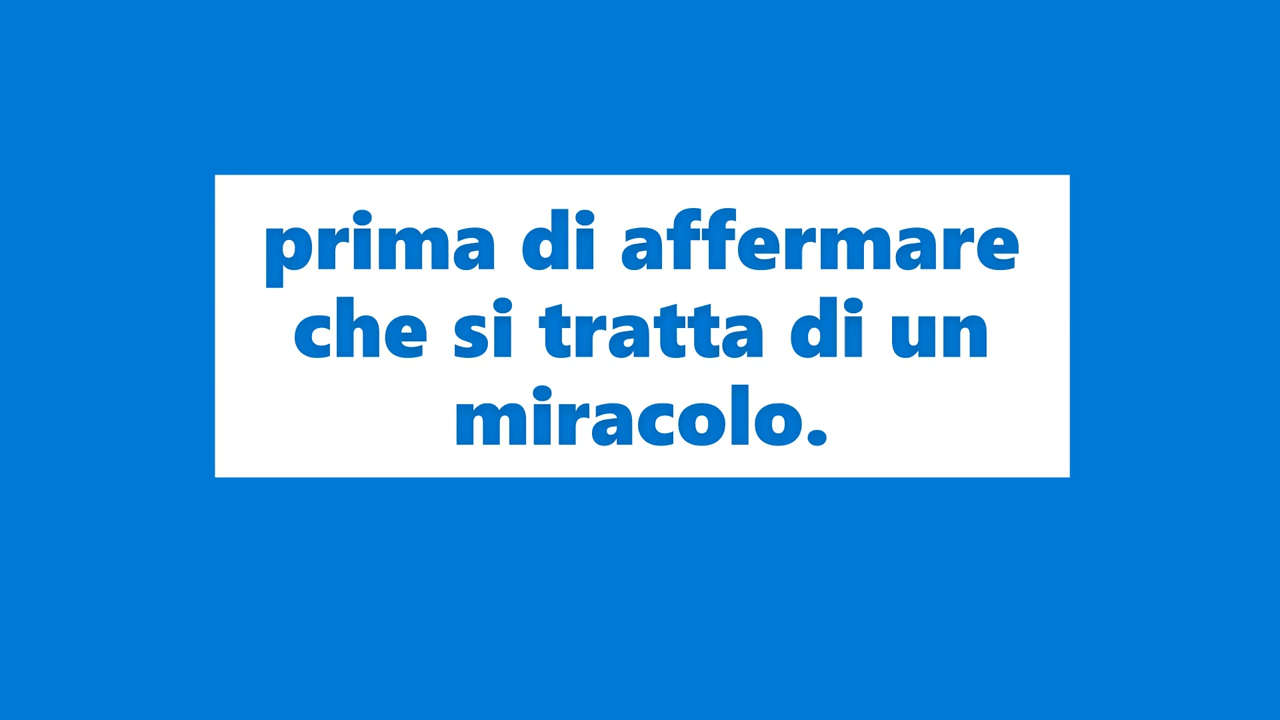 prima di affermare
che si tratta di un
miracolo.